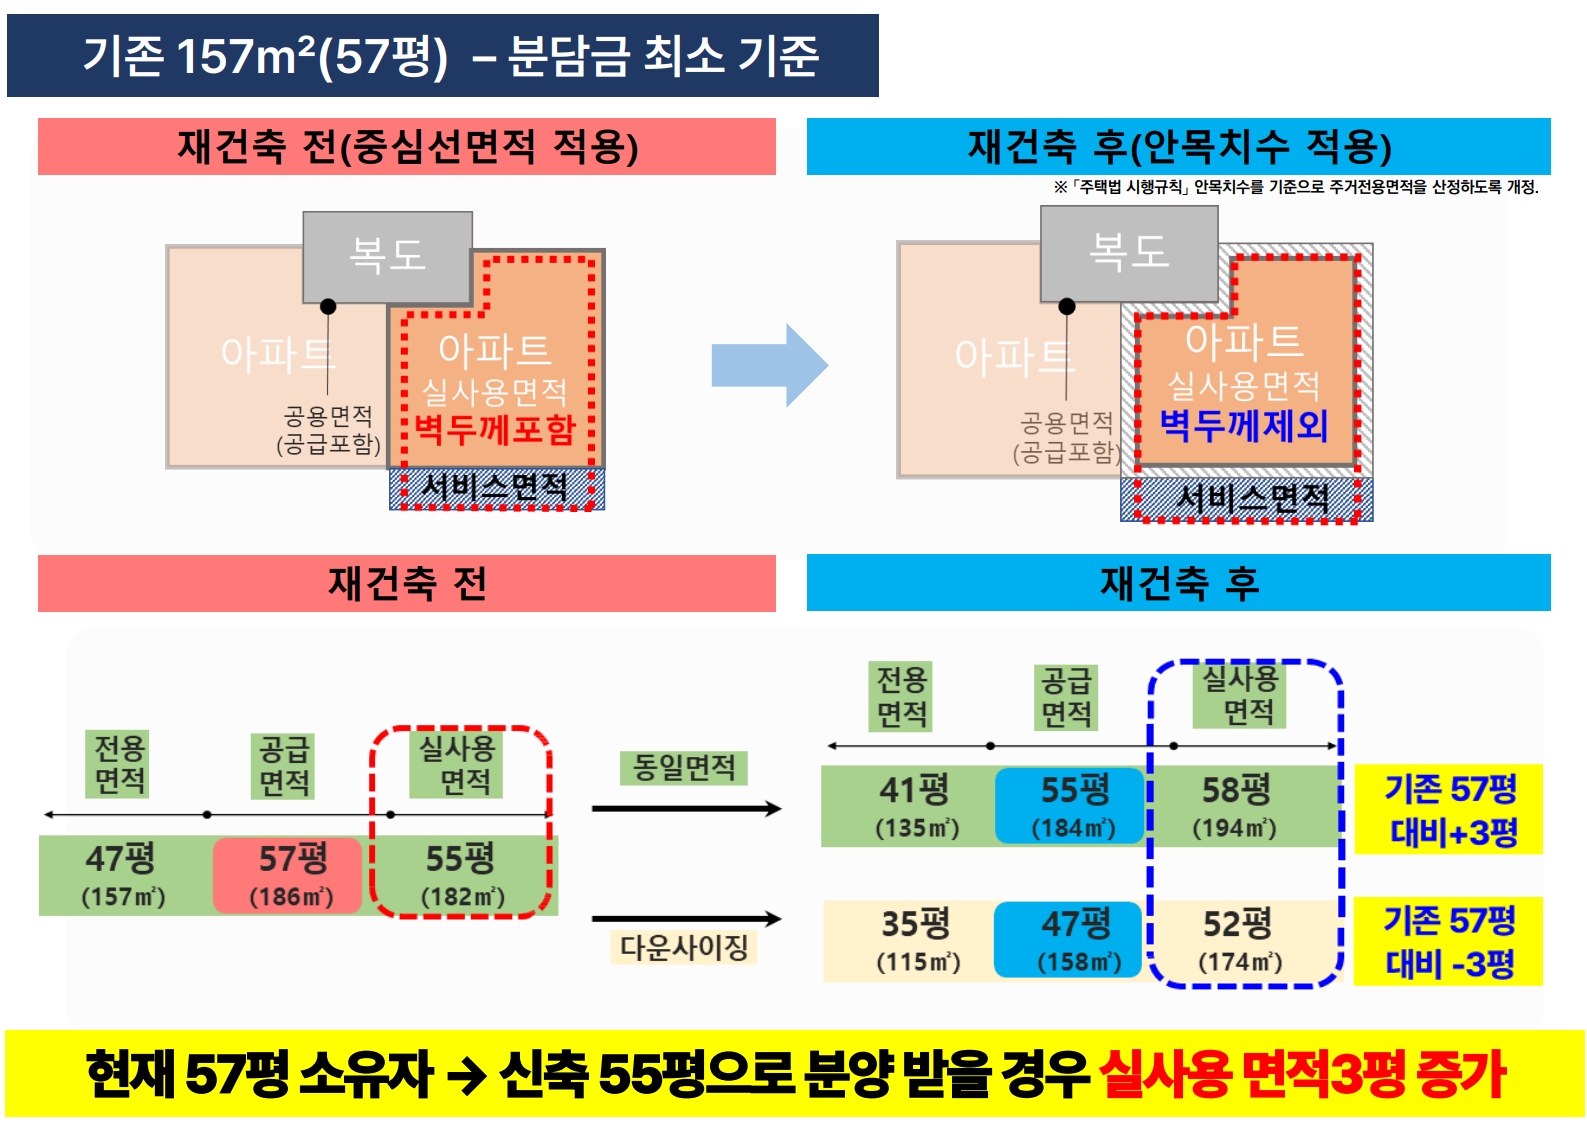 기존 157m²(57평) – 분담금 최소 기준
재건축 전(중심선면적 적용)
재건축 후(안목치수 적용)
※ 「주택법 시행규칙」 안목치수를 기준으로 주거전용면적을 산정하도록 개정.
복도
아파트
공용면적
(공급포함)
아파트
실사용면적
벽두께포함
서비스면적
복도
아파트
공용면적
(공급포함)
아파트
실사용면적
벽두께제외
서비스면적
재건축 전
재건축 후
전용
면적
공급
면적
실사용
면적
47평
(157㎡)
57평
(186㎡)
55평
(182㎡)
동일면적
다운사이징
전용
면적
공급
면적
실사용
면적
41평
(135㎡)
55평
(184㎡)
58평
(194㎡)
기존 57평
대비+3평
35평
(115㎡)
47평
(158㎡)
52평
(174㎡)
기존 57평
대비 -3평
현재 57평 소유자 → 신축 55평으로 분양 받을 경우 실사용 면적3평 증가